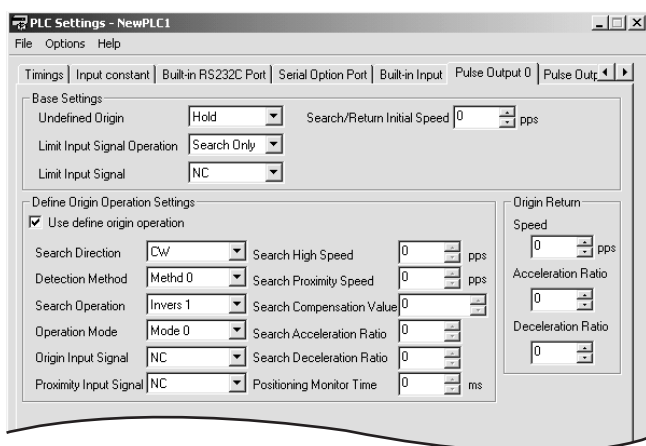 PLC Settings - NewPLC1
File Options Help
Timings Input constant Built-in RS232C Port Serial Option Port Built-in Input Pulse Output 0 Pulse Outp
Base Settings
Undefined Origin Hold Search/Return Initial Speed 0 pps
Limit Input Signal Operation Search Only
Limit Input Signal NC
Define Origin Operation Settings
Use define origin operation
Search Direction CW Search High Speed 0 pps
Detection Method Methd 0 Search Proximity Speed 0 pps
Search Operation Invers 1 Search Compensation Value 0
Operation Mode Mode 0 Search Acceleration Ratio 0
Origin Input Signal NC Search Deceleration Ratio 0
Proximity Input Signal NC Positioning Monitor Time 0 ms
Origin Return
Speed
0 pps
Acceleration Ratio
0
Deceleration Ratio
0